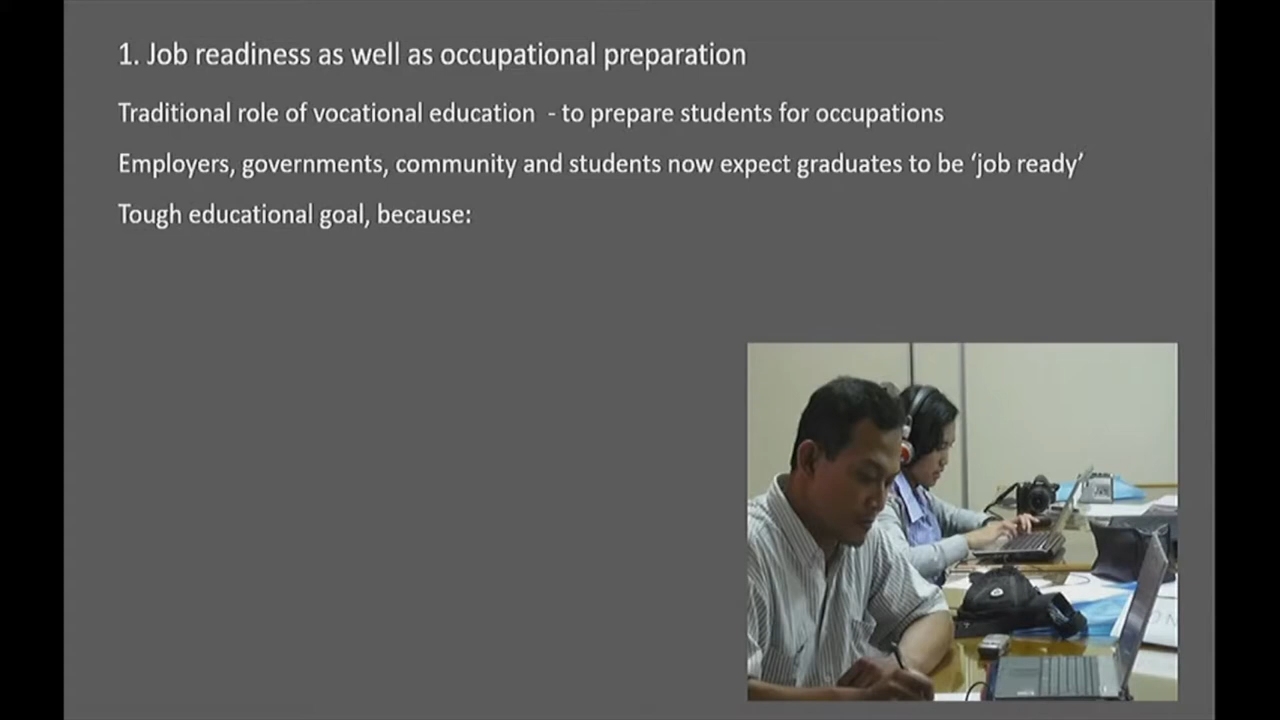 1. Job readiness as well as occupational preparation
Traditional role of vocational education - to prepare students for occupations
Employers, governments, community and students now expect graduates to be ‘job ready’
Tough educational goal, because: